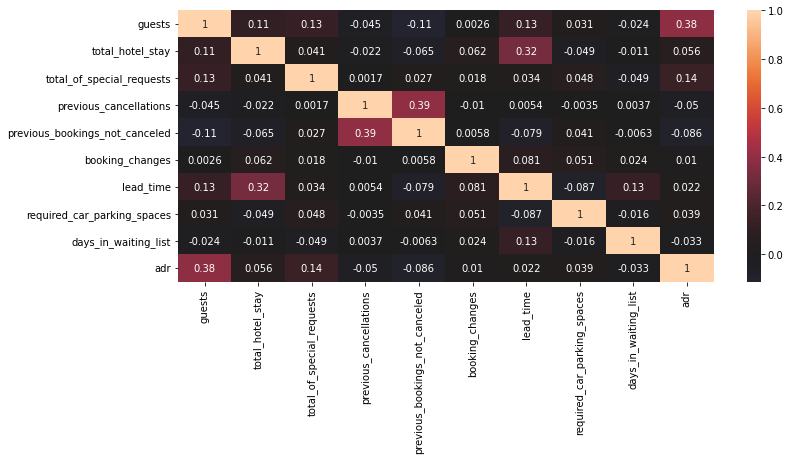 guests 1 0.11 0.13 -0.045 -0.11 0.0026 0.13 0.031 -0.024 0.38
total_hotel_stay 0.11 1 0.041 -0.022 -0.065 0.062 0.32 -0.049 -0.011 0.056
total_of_special_requests 0.13 0.041 1 0.0017 0.027 0.018 0.034 0.048 -0.049 0.14
previous_cancellations -0.045 -0.022 0.0017 1 0.39 -0.01 0.0054 -0.0035 0.0037 -0.05
previous_bookings_not_canceled -0.11 -0.065 0.027 0.39 1 0.0058 -0.079 0.041 -0.0063 -0.086
booking_changes 0.0026 0.062 0.018 -0.01 0.0058 1 0.081 0.051 0.024 0.01
lead_time 0.13 0.32 0.034 0.0054 -0.079 0.081 1 -0.087 0.13 0.022
required_car_parking_spaces 0.031 -0.049 0.048 -0.0035 0.041 0.051 -0.087 1 -0.016 0.039
days_in_waiting_list -0.024 -0.011 -0.049 0.0037 -0.0063 0.024 0.13 -0.016 1 -0.033
adr 0.38 0.056 0.14 -0.05 -0.086 0.01 0.022 0.039 -0.033 1
guests
total_hotel_stay
total_of_special_requests
previous_cancellations
previous_bookings_not_canceled
booking_changes
lead_time
required_car_parking_spaces
days_in_waiting_list
adr
1.0
0.8
0.6
0.4
0.2
0.0